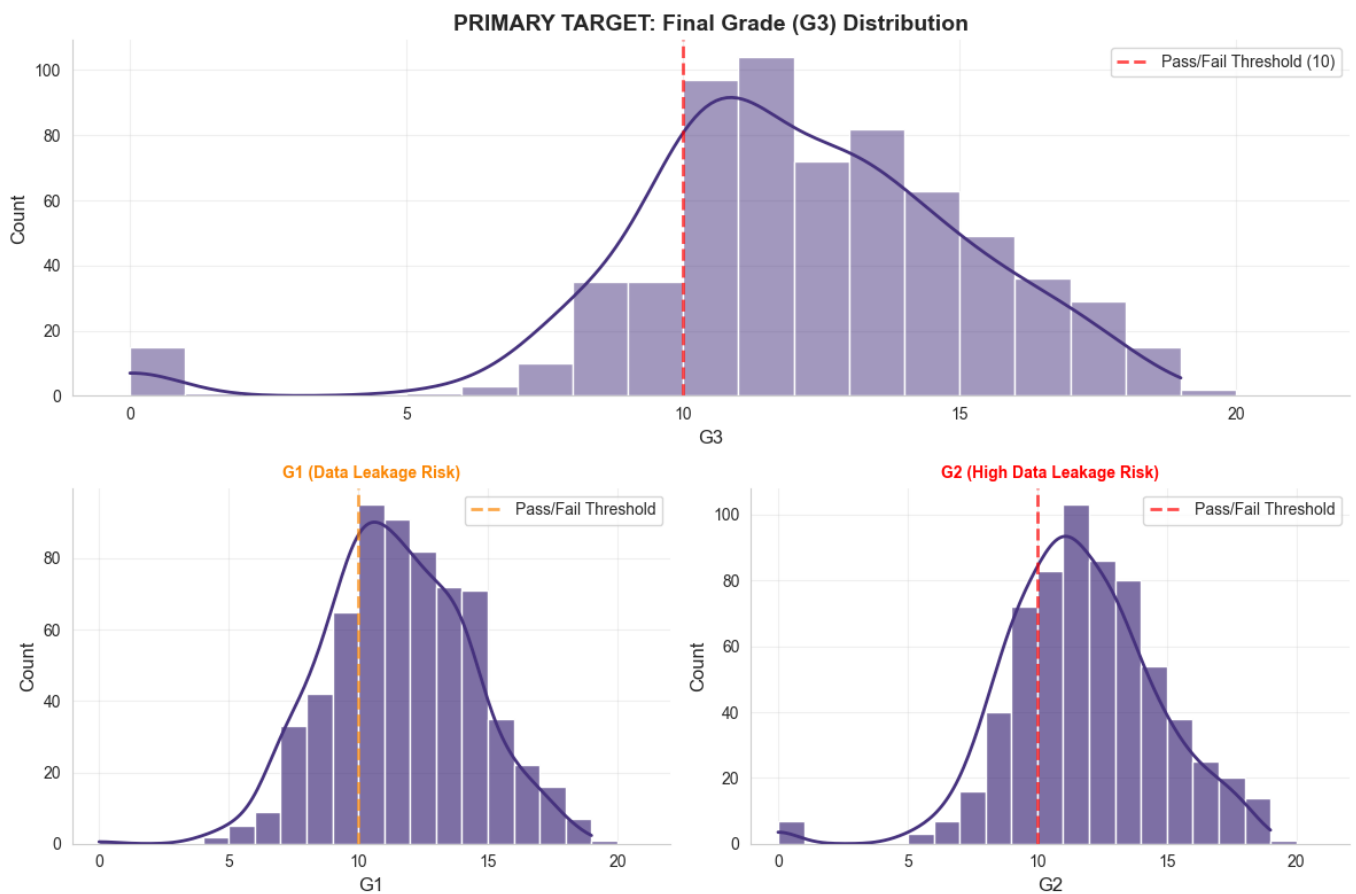 PRIMARY TARGET: Final Grade (G3) Distribution
Pass/Fail Threshold (10)
100
80
60
40
20
0
Count
0 5 10 15 20
G3
G1 (Data Leakage Risk)
Pass/Fail Threshold
80
60
40
20
0
Count
0 5 10 15 20
G1
G2 (High Data Leakage Risk)
Pass/Fail Threshold
100
80
60
40
20
0
Count
0 5 10 15 20
G2